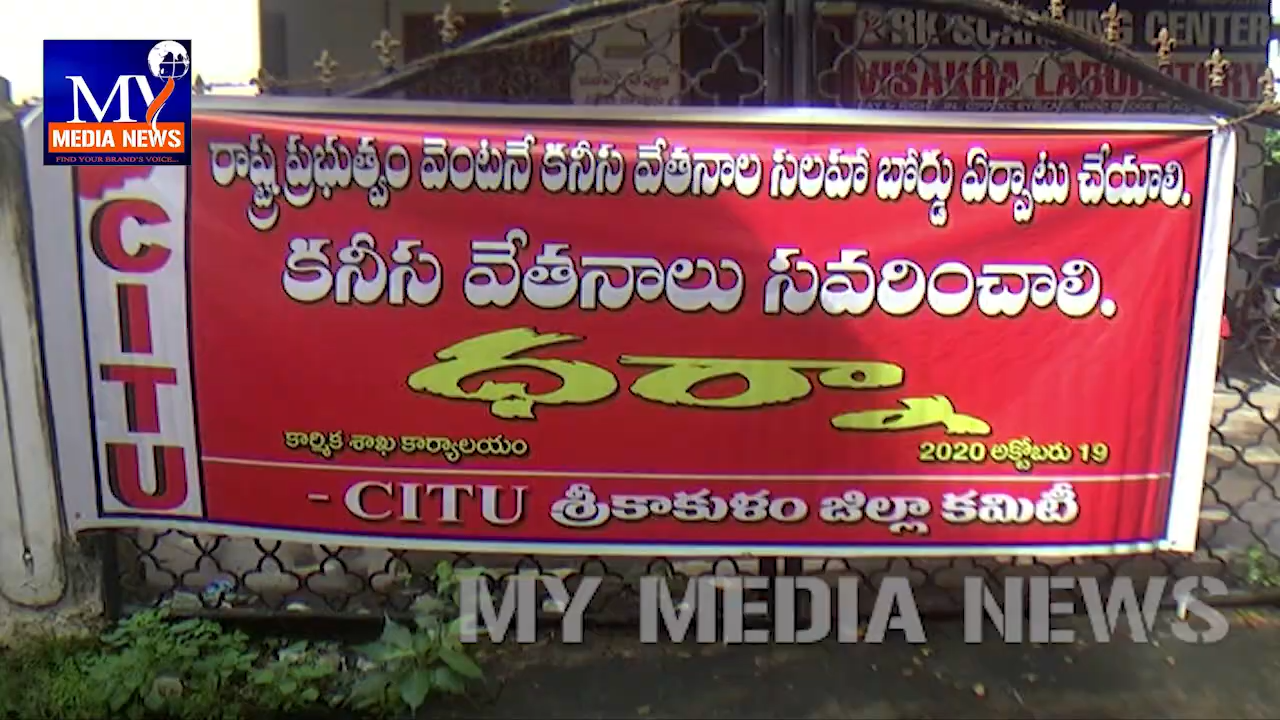 RK SCANNING CENTER
VISAKHA LABORATORY
MY
MEDIA NEWS
FIND YOUR BRAND'S VOICE...
CITU
రాష్ట్ర ప్రభుత్వం వెంటనే కనీస వేతనాల సలహా బోర్డు ఏర్పాటు చేయాలి.
కనీస వేతనాలు సవరించాలి.
ధర్నా
కార్మిక శాఖ కార్యాలయం
2020 అక్టోబరు 19
- CITU శ్రీకాకుళం జిల్లా కమిటీ
MY MEDIA NEWS